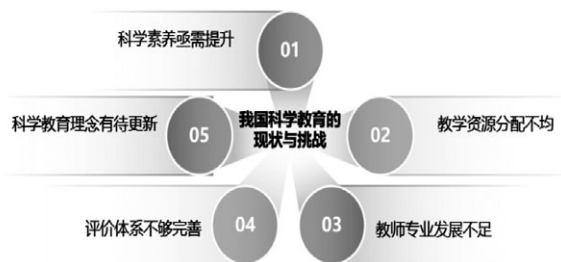 科学素养亟需提升
01
我国科学教育的
现状与挑战
02
教学资源分配不均
03
教师专业发展不足
04
评价体系不够完善
05
科学教育理念有待更新